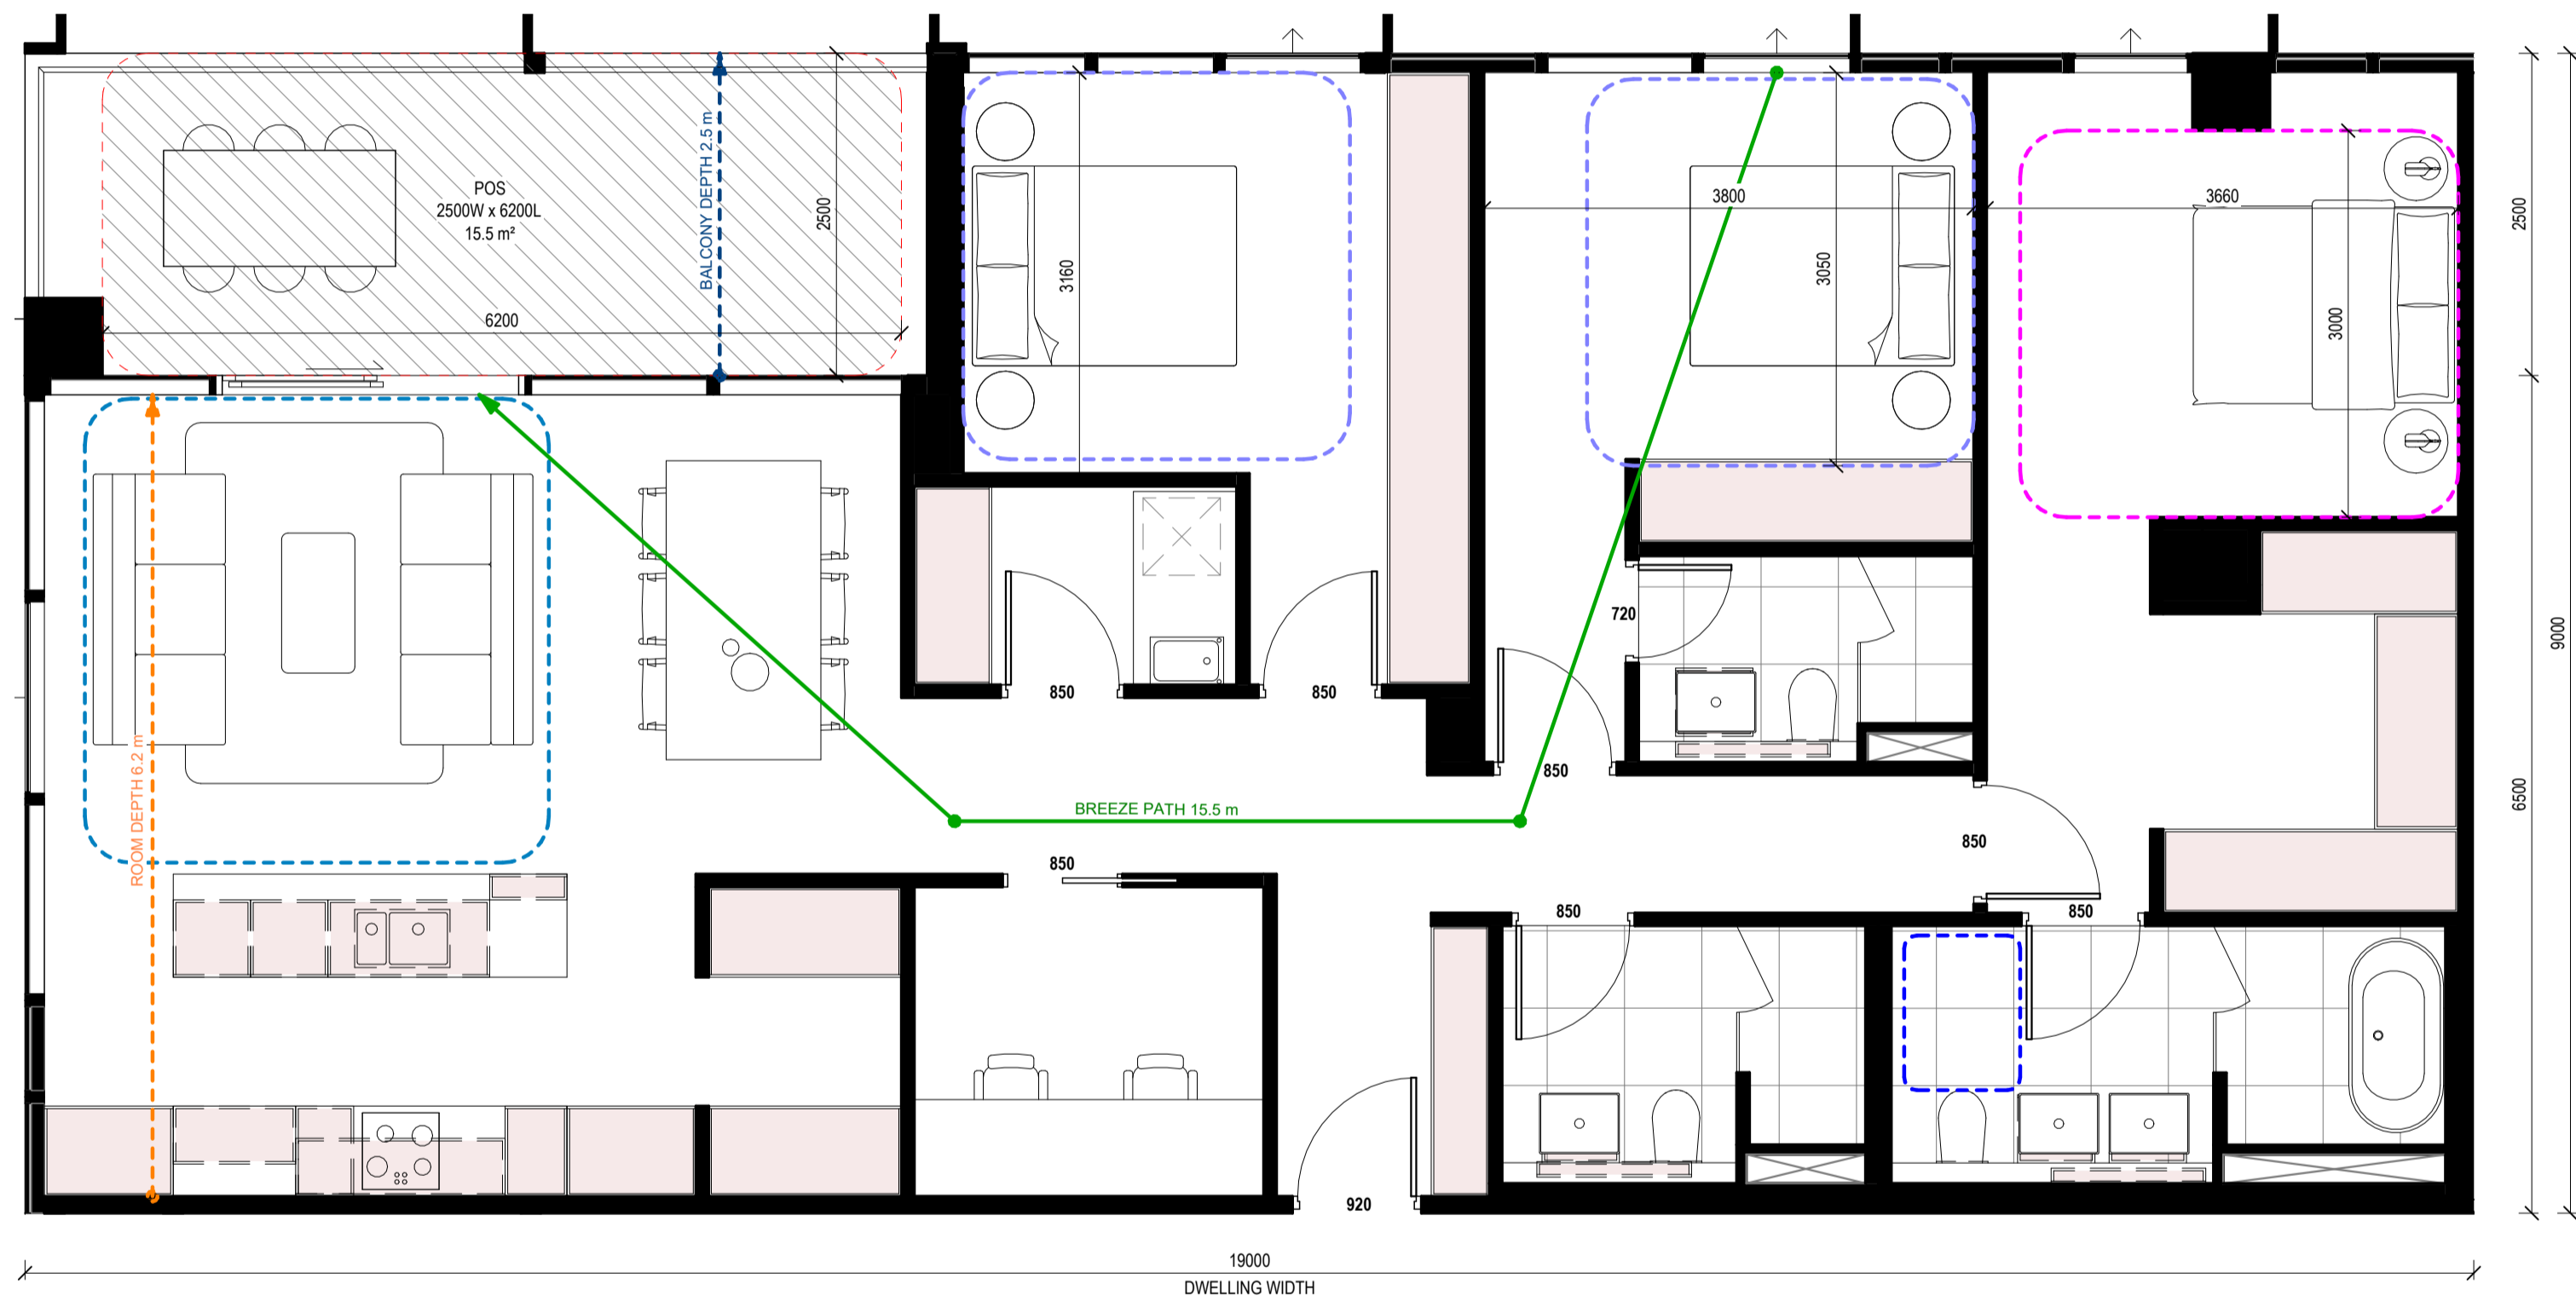 BALCONY DEPTH 2.5 m
POS
2500W x 6200L
15.5 m²
2500
6200
3160
3800
3050
3660
3000
2500
9000
6500
720
850
850
850
ROOM DEPTH 6.2 m
BREEZE PATH 15.5 m
850
850
850
850
920
19000
DWELLING WIDTH